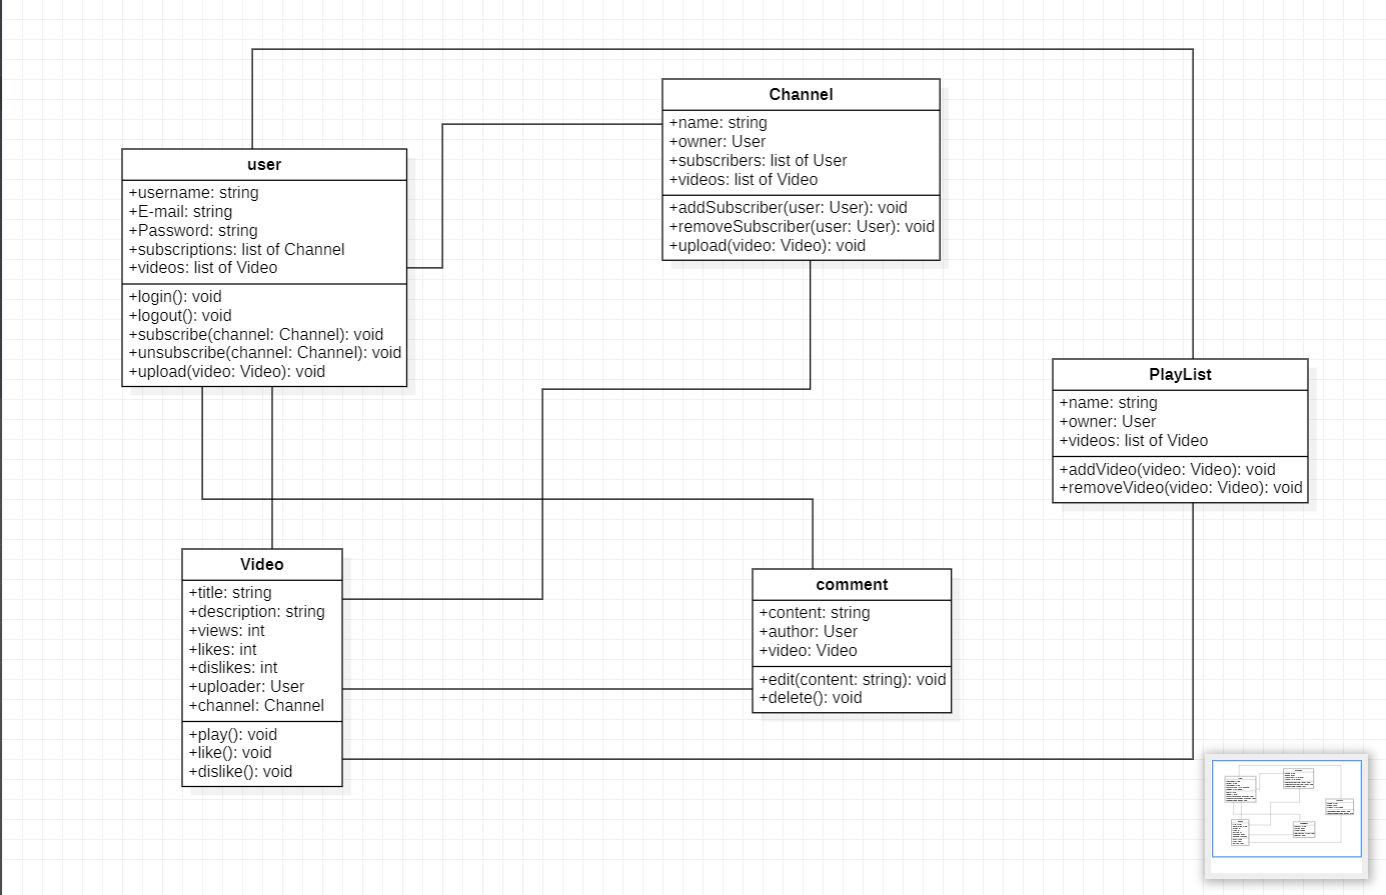 Channel
+name: string
+owner: User
+subscribers: list of User
+videos: list of Video
+addSubscriber(user: User): void
+removeSubscriber(user: User): void
+upload(video: Video): void
user
+username: string
+E-mail: string
+Password: string
+subscriptions: list of Channel
+videos: list of Video
+login(): void
+logout(): void
+subscribe(channel: Channel): void
+unsubscribe(channel: Channel): void
+upload(video: Video): void
PlayList
+name: string
+owner: User
+videos: list of Video
+addVideo(video: Video): void
+removeVideo(video: Video): void
Video
+title: string
+description: string
+views: int
+likes: int
+dislikes: int
+uploader: User
+channel: Channel
+play(): void
+like(): void
+dislike(): void
comment
+content: string
+author: User
+video: Video
+edit(content: string): void
+delete(): void